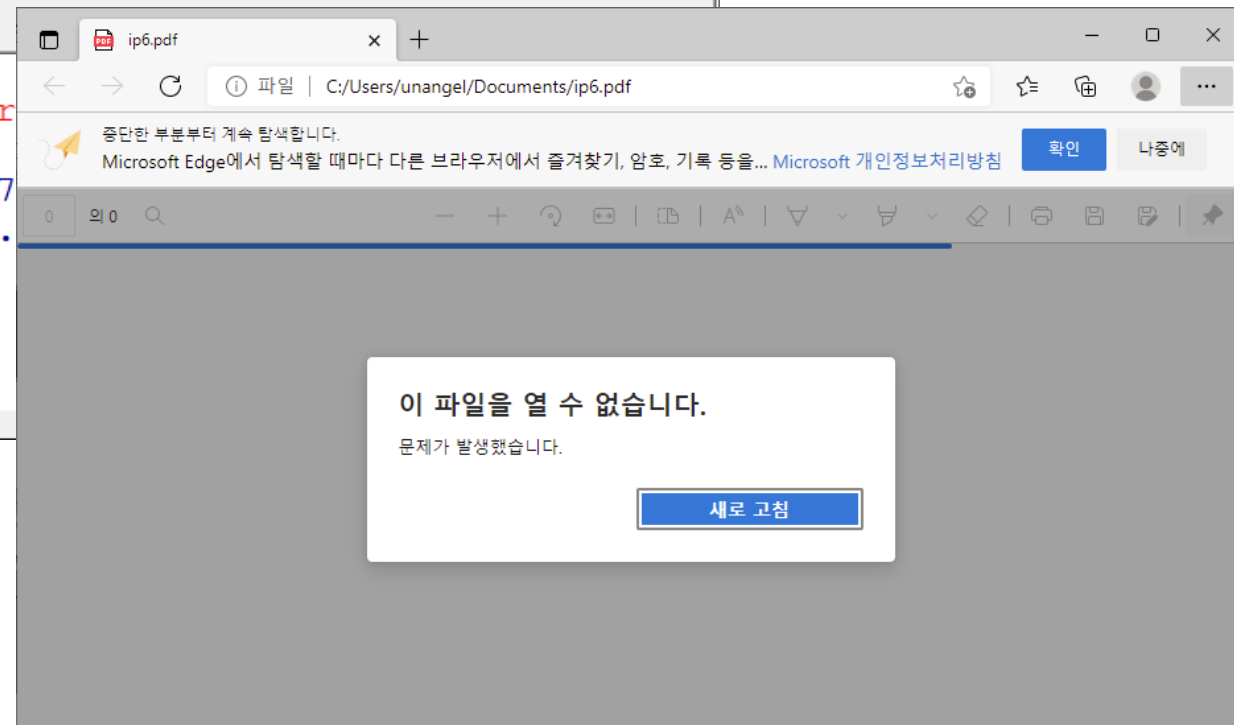 ip6.pdf
파일 | C:/Users/unangel/Documents/ip6.pdf
중단한 부분부터 계속 탐색합니다.
Microsoft Edge에서 탐색할 때마다 다른 브라우저에서 즐겨찾기, 암호, 기록 등을... Microsoft 개인정보처리방침
확인
나중에
0 의 0
이 파일을 열 수 없습니다.
문제가 발생했습니다.
새로 고침
r
7
.